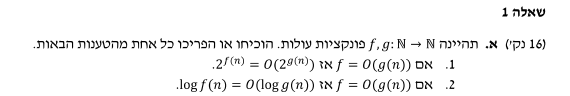 שאלה 1
(16 נק') א. תהיינה f, g: ℕ → ℕ פונקציות עולות. הוכיחו או הפריכו כל אחת מהטענות הבאות.
1. אם f = O(g(n)) אז 2^{f(n)} = O(2^{g(n)}).
2. אם f = O(g(n)) אז log f(n) = O(log g(n)).